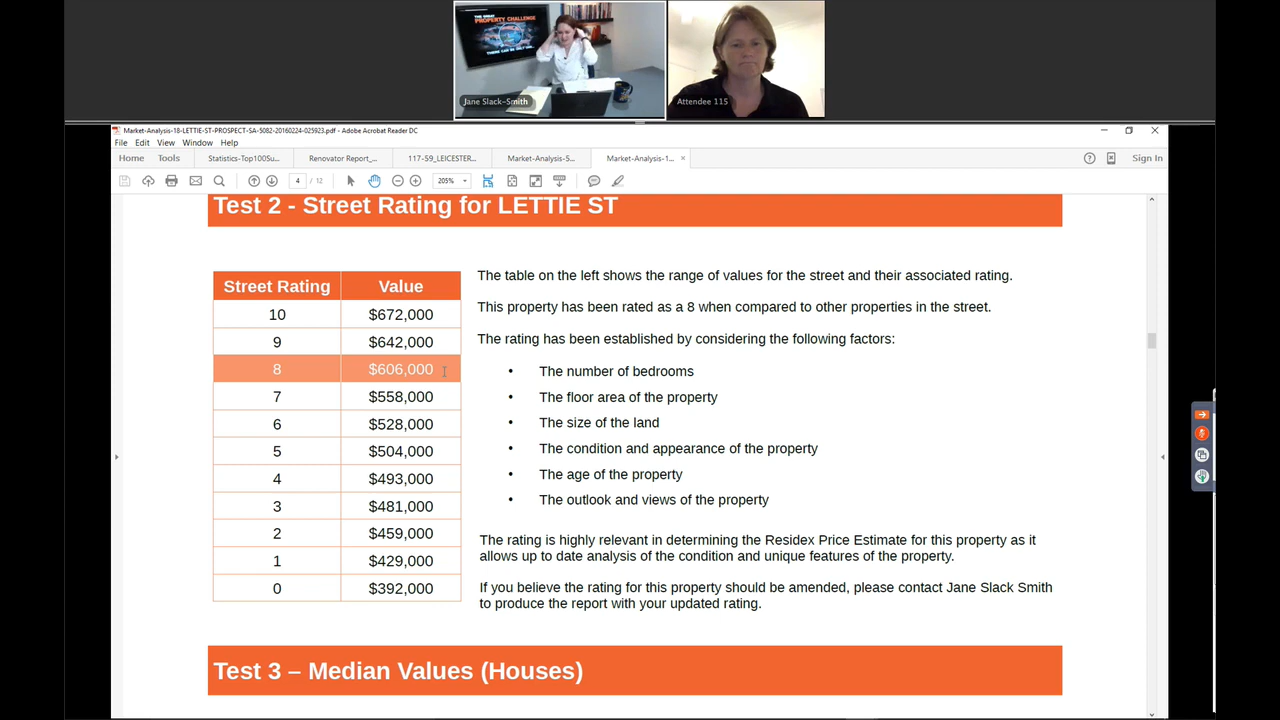 THE GREAT
PROPERTY CHALLENGE
THERE CAN BE ONLY ONE...
Jane Slack-Smith
Attendee 115
Market-Analysis-18-LETTIE-ST-PROSPECT-SA-5082-20160224-025923.pdf - Adobe Acrobat Reader DC
File Edit View Window Help
Home Tools Statistics-Top100Su... Renovator Report_... 117-59_LEICESTER... Market-Analysis-5... Market-Analysis-1... × Sign In
4 / 12 205%
Test 2 - Street Rating for LETTIE ST
Street Rating Value
10 $672,000
9 $642,000
8 $606,000
7 $558,000
6 $528,000
5 $504,000
4 $493,000
3 $481,000
2 $459,000
1 $429,000
0 $392,000
The table on the left shows the range of values for the street and their associated rating.
This property has been rated as a 8 when compared to other properties in the street.
The rating has been established by considering the following factors:
• The number of bedrooms
• The floor area of the property
• The size of the land
• The condition and appearance of the property
• The age of the property
• The outlook and views of the property
The rating is highly relevant in determining the Residex Price Estimate for this property as it
allows up to date analysis of the condition and unique features of the property.
If you believe the rating for this property should be amended, please contact Jane Slack Smith
to produce the report with your updated rating.
Test 3 – Median Values (Houses)